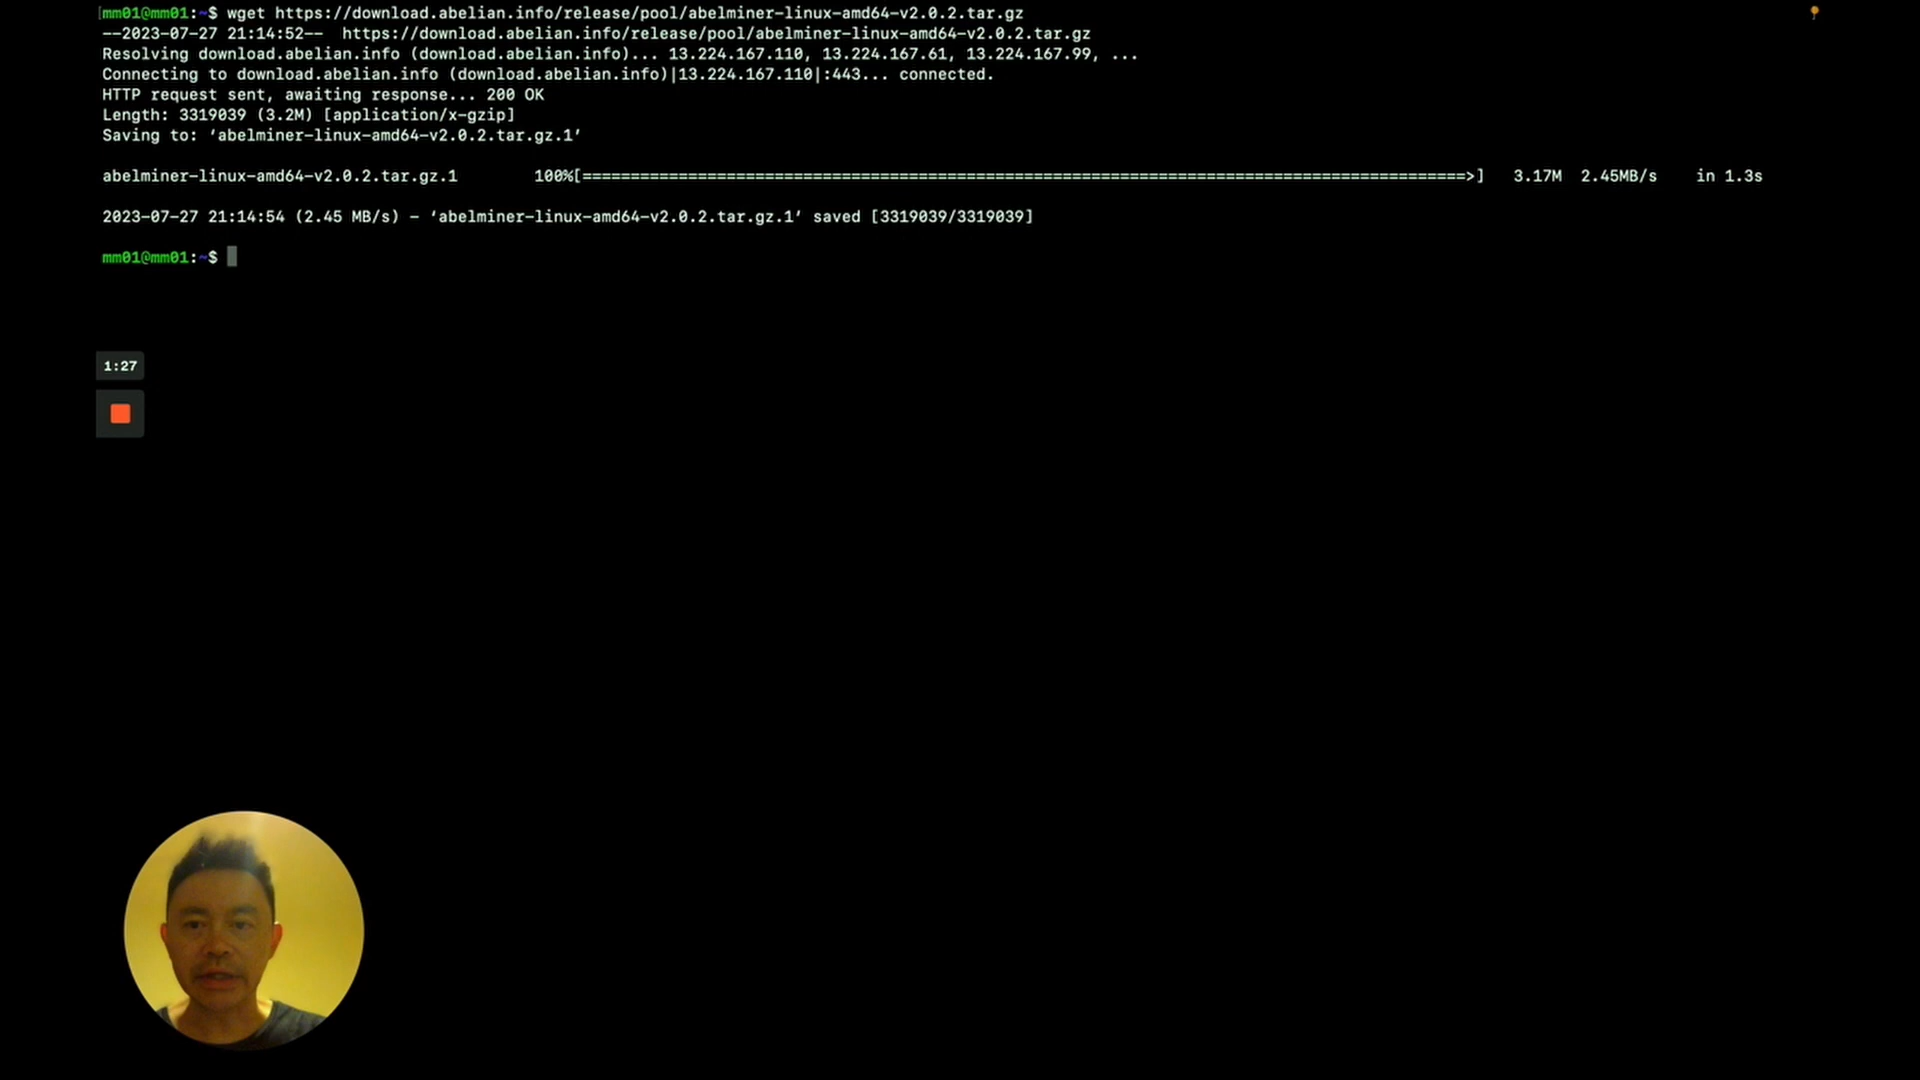 mm01@mm01:~$ wget https://download.abelian.info/release/pool/abelminer-linux-amd64-v2.0.2.tar.gz
--2023-07-27 21:14:52--  https://download.abelian.info/release/pool/abelminer-linux-amd64-v2.0.2.tar.gz
Resolving download.abelian.info (download.abelian.info)... 13.224.167.110, 13.224.167.61, 13.224.167.99, ...
Connecting to download.abelian.info (download.abelian.info)|13.224.167.110|:443... connected.
HTTP request sent, awaiting response... 200 OK
Length: 3319039 (3.2M) [application/x-gzip]
Saving to: ‘abelminer-linux-amd64-v2.0.2.tar.gz.1’
abelminer-linux-amd64-v2.0.2.tar.gz.1        100%[============================================================================================>]   3.17M  2.45MB/s    in 1.3s
2023-07-27 21:14:54 (2.45 MB/s) - ‘abelminer-linux-amd64-v2.0.2.tar.gz.1’ saved [3319039/3319039]
mm01@mm01:~$
1:27